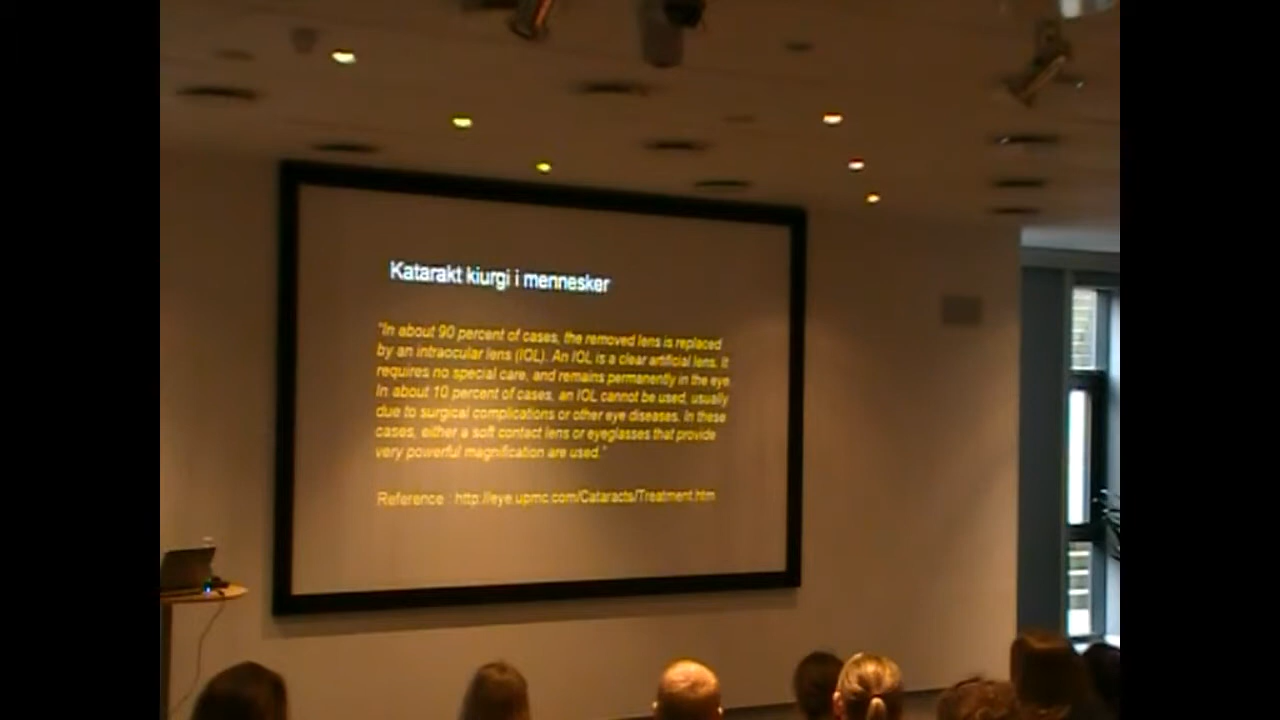 Katarakt kiurgi i mennesker
"In about 90 percent of cases, the removed lens is replaced
by an intraocular lens (IOL). An IOL is a clear artificial lens. It
requires no special care, and remains permanently in the eye.
In about 10 percent of cases, an IOL cannot be used, usually
due to surgical complications or other eye diseases. In these
cases, either a soft contact lens or eyeglasses that provide
very powerful magnification are used."
Reference : http://eye.upmc.com/Cataracts/Treatment.htm